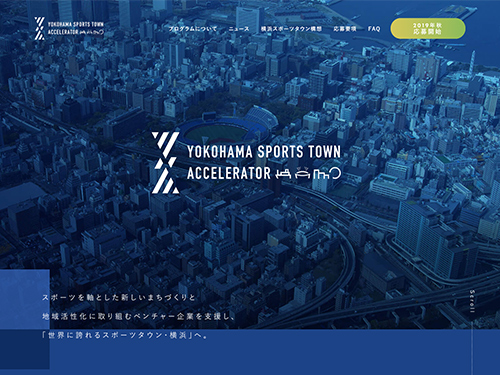 YOKOHAMA SPORTS TOWN
ACCELERATOR
プログラムについて ニュース 横浜スポーツタウン構想 応募要項 FAQ
2019年秋
応募開始
YOKOHAMA SPORTS TOWN
ACCELERATOR
スポーツを軸とした新しいまちづくりと
地域活性化に取り組むベンチャー企業を支援し、
「世界に誇れるスポーツタウン・横浜」へ。
Scroll